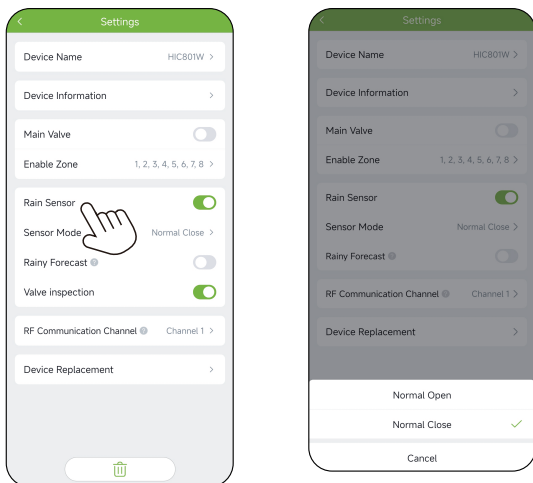 Settings
Device Name HIC801W >
Device Information >
Main Valve
Enable Zone 1, 2, 3, 4, 5, 6, 7, 8 >
Rain Sensor
Sensor Mode Normal Close >
Rainy Forecast ?
Valve inspection
RF Communication Channel ? Channel 1 >
Device Replacement >
Settings
Device Name HIC801W >
Device Information >
Main Valve
Enable Zone 1, 2, 3, 4, 5, 6, 7, 8 >
Rain Sensor
Sensor Mode Normal Close >
Rainy Forecast ?
RF Communication Channel ? Channel 1 >
Device Replacement >
Normal Open
Normal Close
Cancel